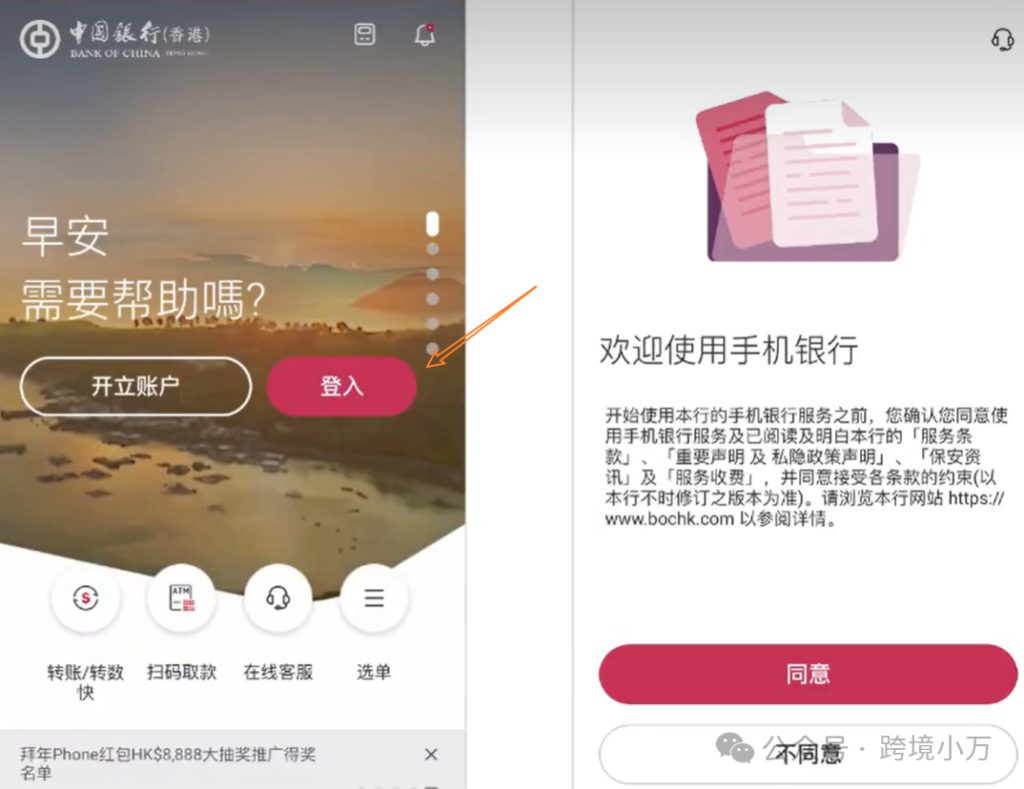 中国銀行(香港)
BANK OF CHINA (HONG KONG)
早安
需要帮助嗎?
开立账户
登入
$
ATM
转账/转数
快
扫码取款
在线客服
选单
拜年Phone红包HK$8,888大抽奖推广得奖
名单
欢迎使用手机银行
开始使用本行的手机银行服务之前，您确认您同意使
用手机银行服务及已阅读及明白本行的「服务条
款」、「重要声明 及 私隐政策声明」、「保安资
讯」及「服务收费」，并同意接受各条款的约束(以
本行不时修订之版本为准)。请浏览本行网站 https://
www.bochk.com 以参阅详情。
同意
不同意
公众号 · 跨境小万